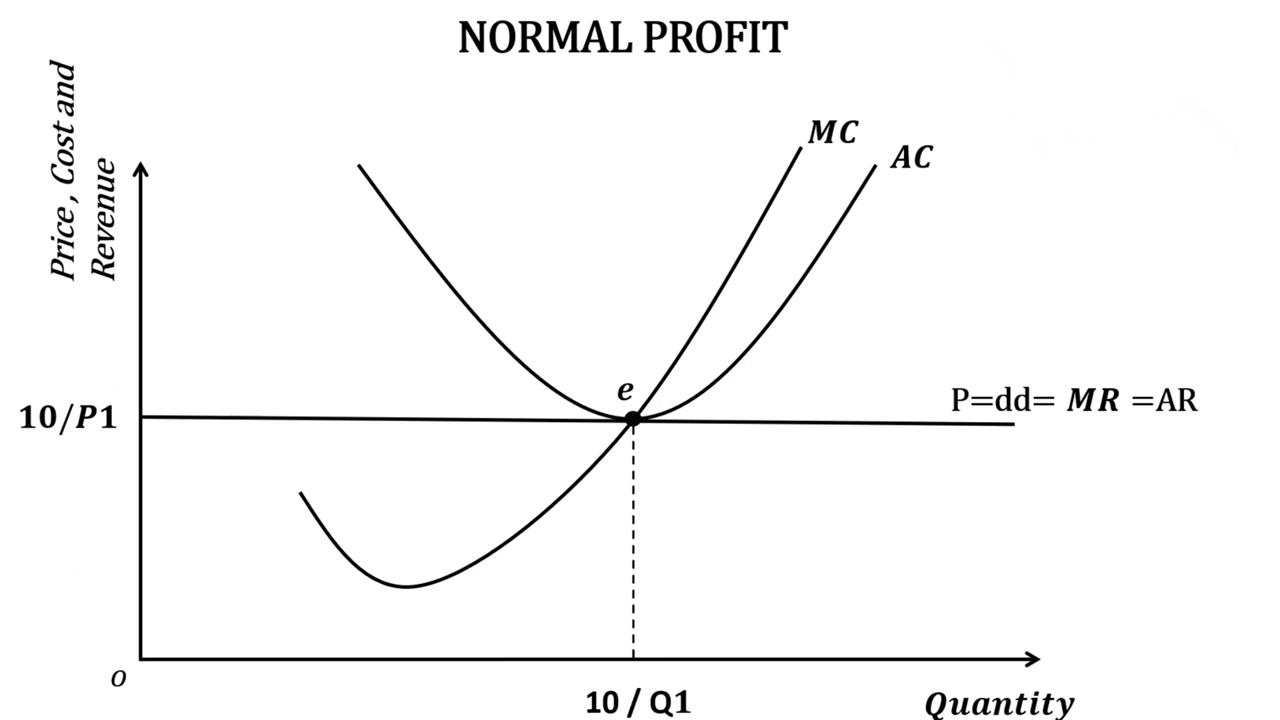 NORMAL PROFIT
Price , Cost and
Revenue
MC
AC
e
P=dd= MR =AR
10/P1
O
10 / Q1
Quantity